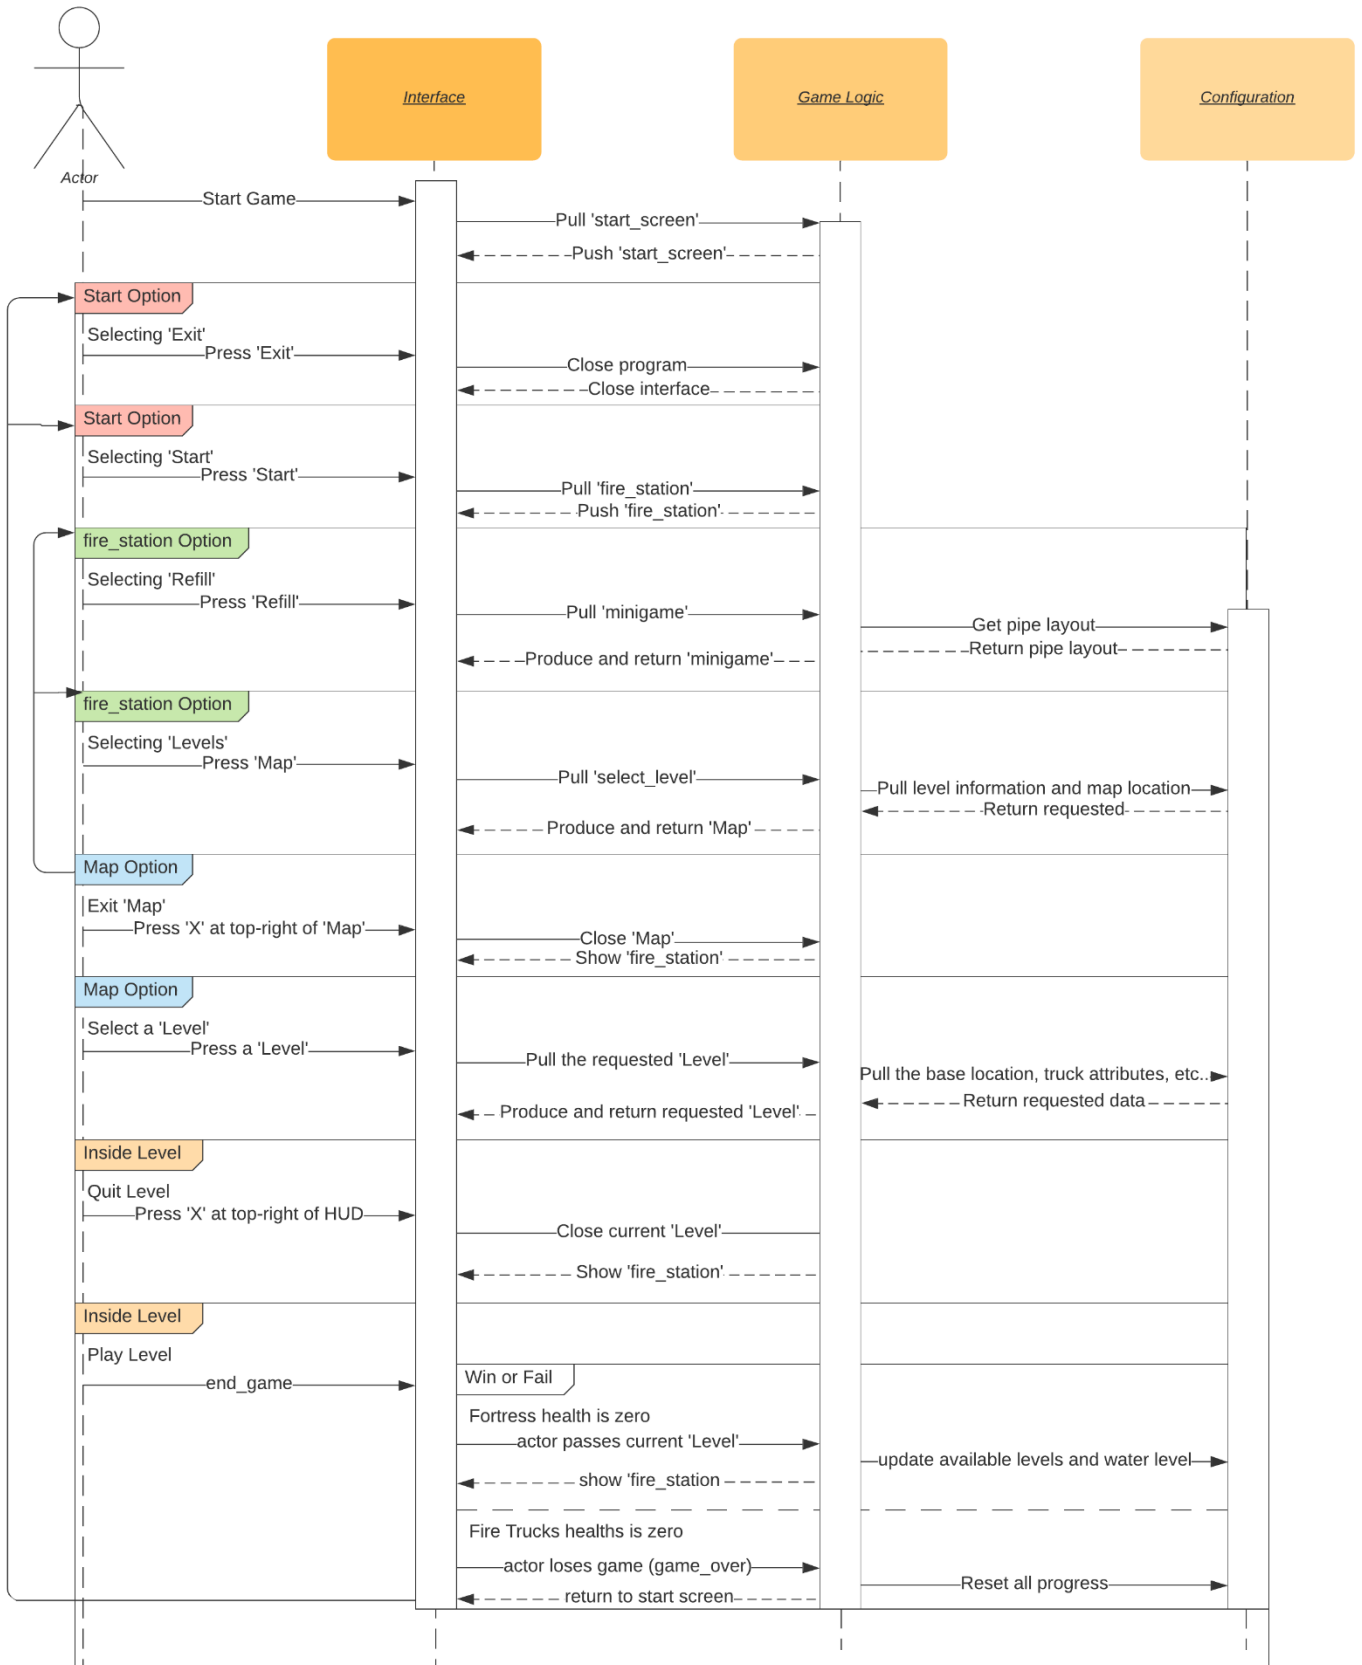 Interface
Game Logic
Configuration
Actor
Start Game
Pull 'start_screen'
Push 'start_screen'
Start Option
Selecting 'Exit'
Press 'Exit'
Close program
Close interface
Start Option
Selecting 'Start'
Press 'Start'
Pull 'fire_station'
Push 'fire_station'
fire_station Option
Selecting 'Refill'
Press 'Refill'
Pull 'minigame'
Get pipe layout
Return pipe layout
Produce and return 'minigame'
fire_station Option
Selecting 'Levels'
Press 'Map'
Pull 'select_level'
Pull level information and map location
Return requested
Produce and return 'Map'
Map Option
Exit 'Map'
Press 'X' at top-right of 'Map'
Close 'Map'
Show 'fire_station'
Map Option
Select a 'Level'
Press a 'Level'
Pull the requested 'Level'
Pull the base location, truck attributes, etc..
Return requested data
Produce and return requested 'Level'
Inside Level
Quit Level
Press 'X' at top-right of HUD
Close current 'Level'
Show 'fire_station'
Inside Level
Play Level
end_game
Win or Fail
Fortress health is zero
actor passes current 'Level'
update available levels and water level
show 'fire_station
Fire Trucks healths is zero
actor loses game (game_over)
Reset all progress
return to start screen